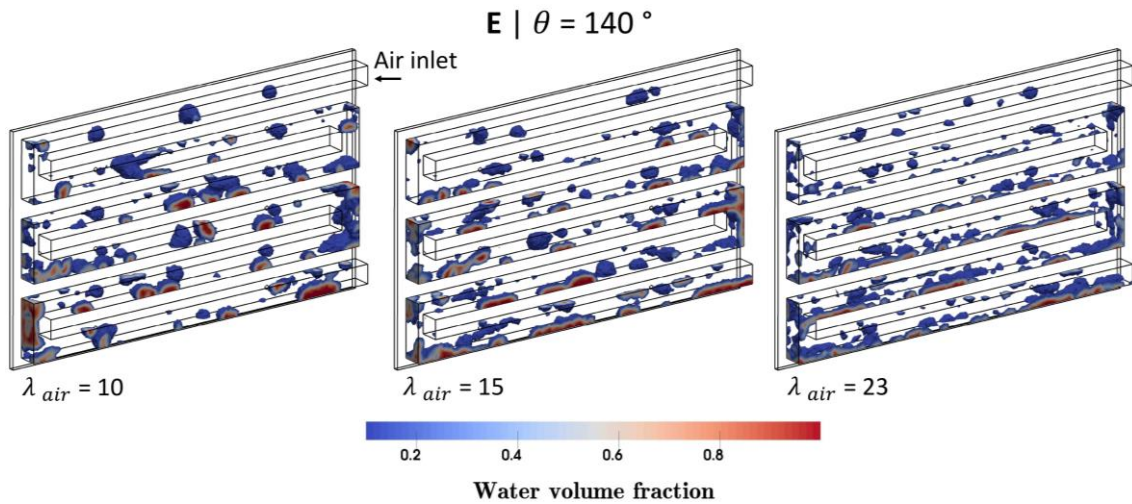 E | θ = 140 °
Air inlet
λ air = 10
λ air = 15
λ air = 23
0.2 0.4 0.6 0.8
Water volume fraction